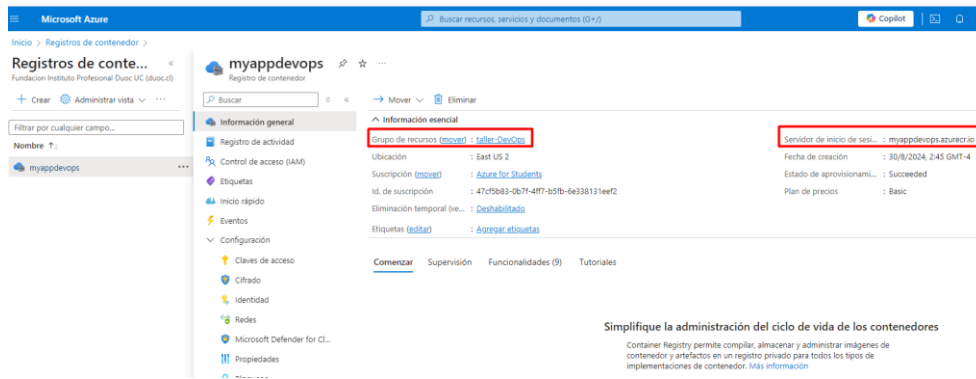 Microsoft Azure
Buscar recursos, servicios y documentos (G+/)
Copilot
Inicio > Registros de contenedor >
Registros de conte...
Fundacion Instituto Profesional Duoc UC (duoc.cl)
+ Crear Administrar vista ...
Filtrar por cualquier campo...
Nombre ↑↓
myappdevops ...
myappdevops ...
Registro de contenedor
Buscar
Información general
Registro de actividad
Control de acceso (IAM)
Etiquetas
Inicio rápido
Eventos
Configuración
Claves de acceso
Cifrado
Identidad
Redes
Microsoft Defender for Cl...
Propiedades
→ Mover Eliminar
Información esencial
Grupo de recursos (mover) : taller-DevOps
Ubicación : East US 2
Suscripción (mover) : Azure for Students
Id. de suscripción : 47cf5b83-0b7f-4ff7-b5fb-6e338131eef2
Eliminación temporal (ve... : Deshabilitado
Etiquetas (editar) : Agregar etiquetas
Servidor de inicio de sesi... : myappdevops.azurecr.io
Fecha de creación : 30/8/2024, 2:45 GMT-4
Estado de aprovisionami... : Succeeded
Plan de precios : Basic
Comenzar Supervisión Funcionalidades (9) Tutoriales
Simplifique la administración del ciclo de vida de los contenedores
Container Registry permite compilar, almacenar y administrar imágenes de
contenedor y artefactos en un registro privado para todos los tipos de
implementaciones de contenedor. Más información